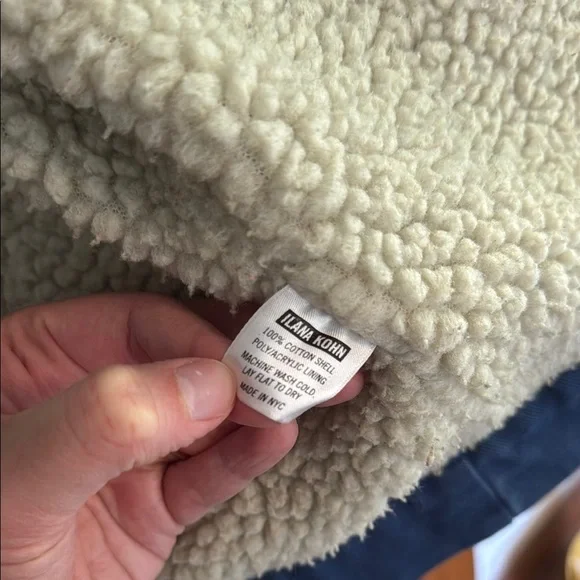 ILANA KOHN
100% COTTON SHELL
POLY/ACRYLIC LINING
MACHINE WASH COLD
LAY FLAT TO DRY
MADE IN NYC